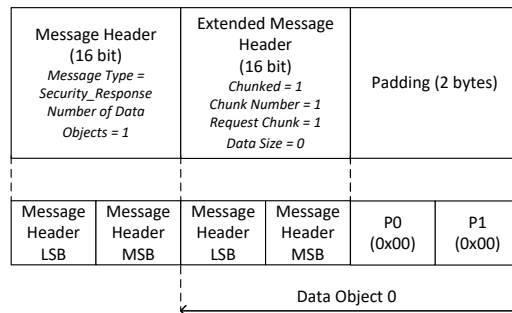 Message Header
(16 bit)
Message Type =
Security_Response
Number of Data
Objects = 1
Extended Message
Header
(16 bit)
Chunked = 1
Chunk Number = 1
Request Chunk = 1
Data Size = 0
Padding (2 bytes)
Message
Header
LSB
Message
Header
MSB
Message
Header
LSB
Message
Header
MSB
P0
(0x00)
P1
(0x00)
Data Object 0